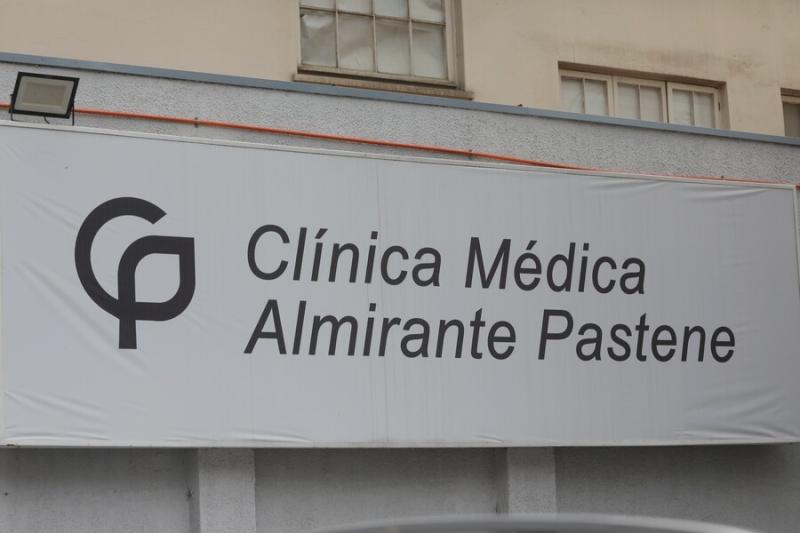 Clínica Médica
Almirante Pastene